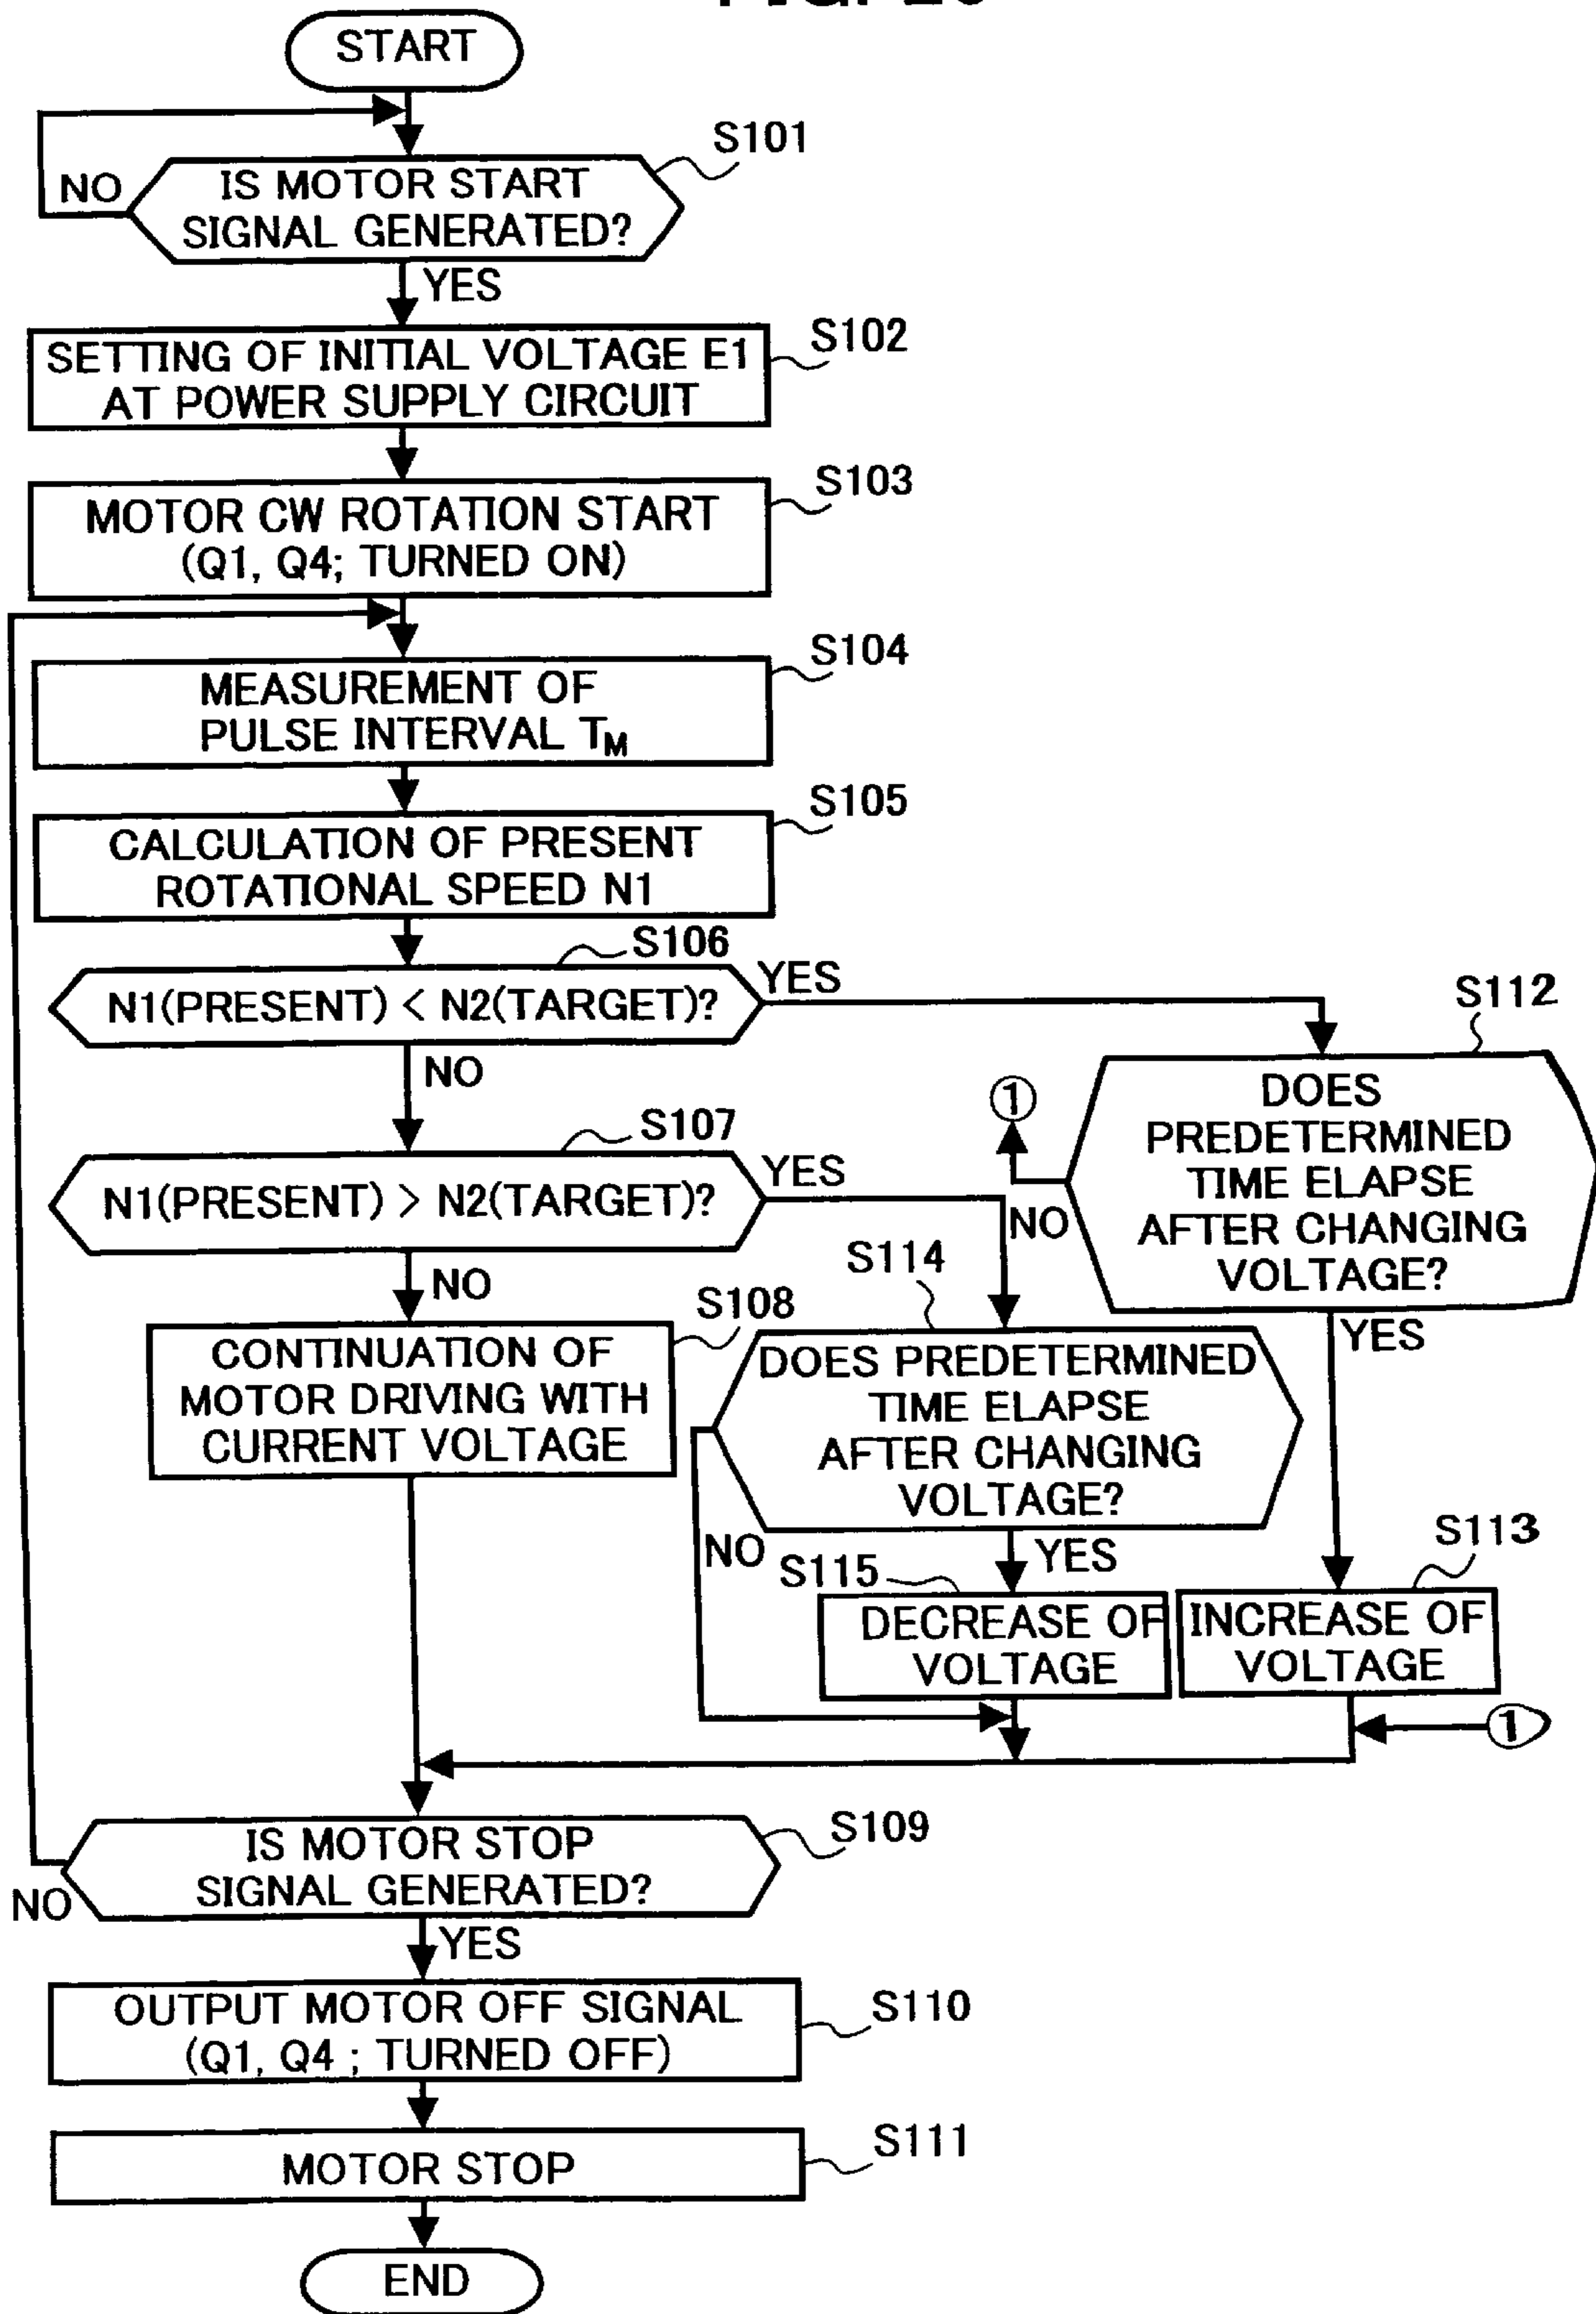 START
S101
NO
IS MOTOR START
SIGNAL GENERATED?
YES
S102
SETTING OF INITIAL VOLTAGE E1
AT POWER SUPPLY CIRCUIT
S103
MOTOR CW ROTATION START
(Q1, Q4; TURNED ON)
S104
MEASUREMENT OF
PULSE INTERVAL TM
S105
CALCULATION OF PRESENT
ROTATIONAL SPEED N1
S106
N1(PRESENT) < N2(TARGET)?
YES
NO
S112
DOES
PREDETERMINED
TIME ELAPSE
AFTER CHANGING
VOLTAGE?
①
NO
YES
S107
N1(PRESENT) > N2(TARGET)?
YES
NO
S108
CONTINUATION OF
MOTOR DRIVING WITH
CURRENT VOLTAGE
S114
DOES PREDETERMINED
TIME ELAPSE
AFTER CHANGING
VOLTAGE?
NO
YES
S115
DECREASE OF
VOLTAGE
S113
INCREASE OF
VOLTAGE
①
S109
IS MOTOR STOP
SIGNAL GENERATED?
NO
YES
S110
OUTPUT MOTOR OFF SIGNAL
(Q1, Q4 ; TURNED OFF)
S111
MOTOR STOP
END